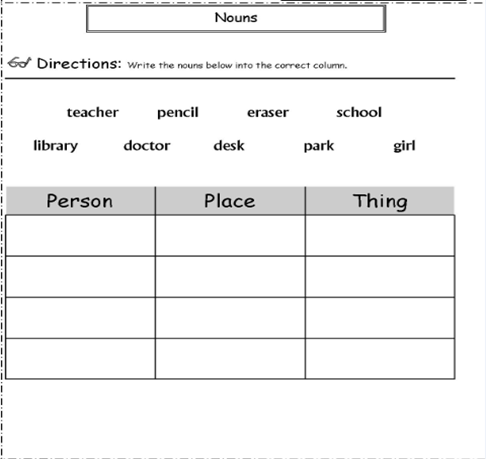 Nouns
Directions: Write the nouns below into the correct column.
teacher pencil eraser school
library doctor desk park girl
Person Place Thing